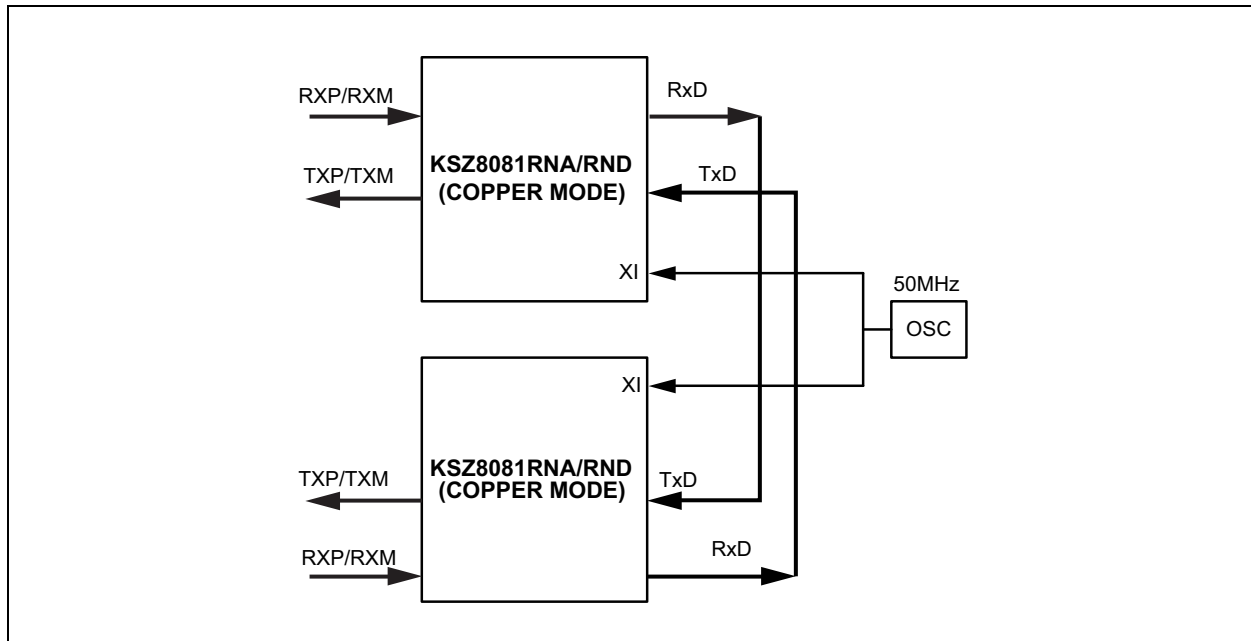 RXP/RXM
RxD
KSZ8081RNA/RND
(COPPER MODE)
TXP/TXM
TxD
XI
50MHz
OSC
XI
KSZ8081RNA/RND
(COPPER MODE)
TXP/TXM
TxD
RXP/RXM
RxD